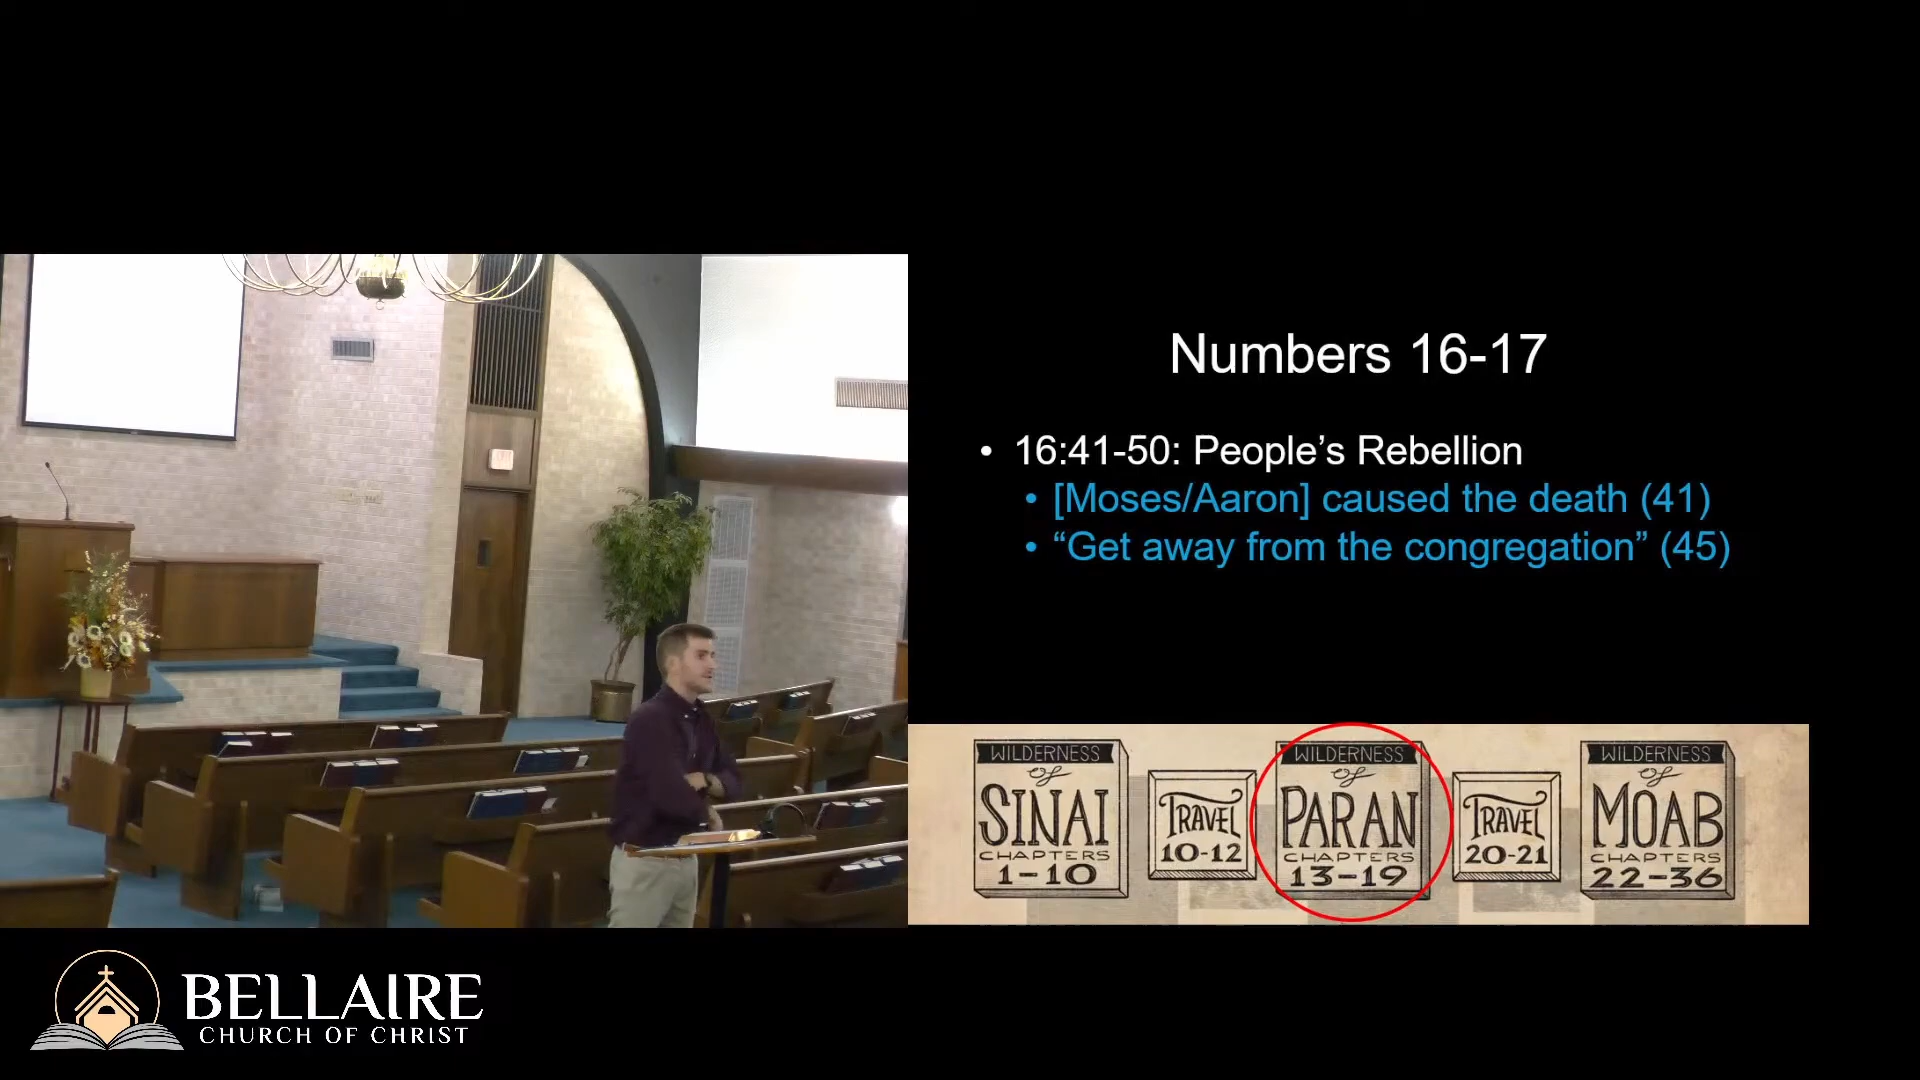 Numbers 16-17
• 16:41-50: People’s Rebellion
• [Moses/Aaron] caused the death (41)
• “Get away from the congregation” (45)
WILDERNESS
of
SINAI
CHAPTERS
1-10
TRAVEL
10-12
WILDERNESS
of
PARAN
CHAPTERS
13-19
TRAVEL
20-21
WILDERNESS
of
MOAB
CHAPTERS
22-36
BELLAIRE
CHURCH OF CHRIST